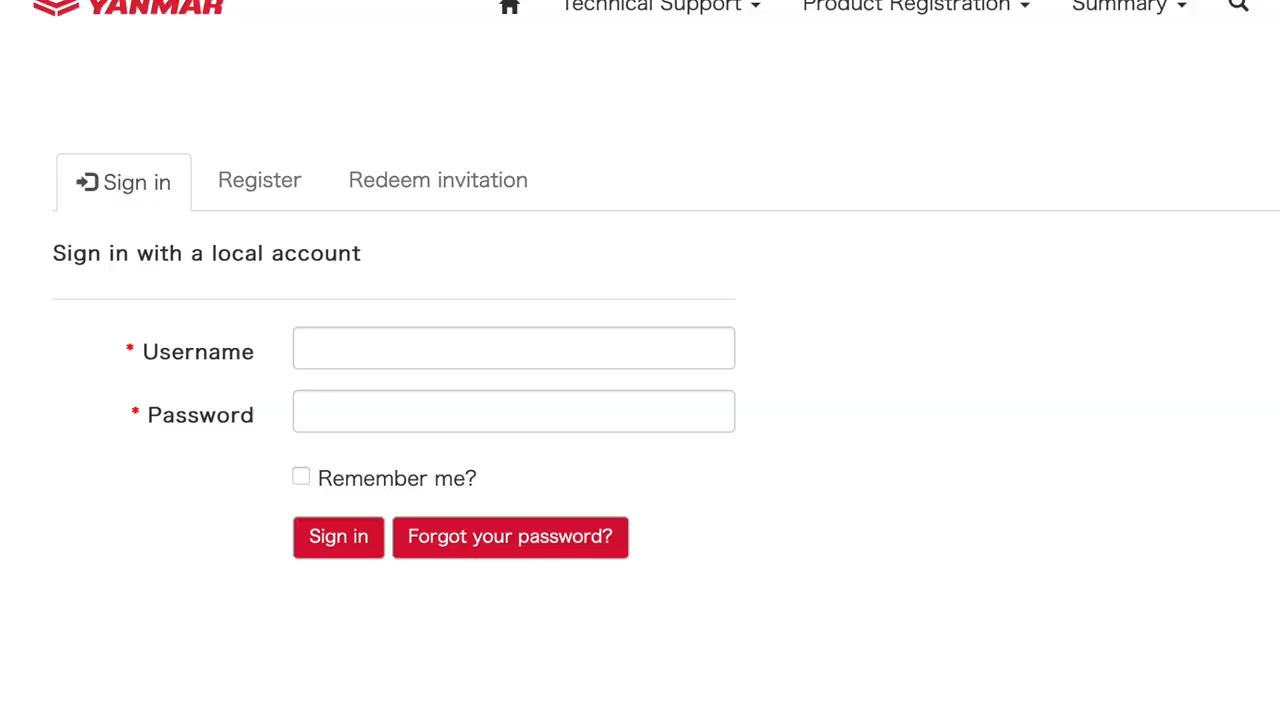 YANMAR
Technical Support
Product Registration
Summary
Sign in
Register
Redeem invitation
Sign in with a local account
* Username
* Password
Remember me?
Sign in
Forgot your password?